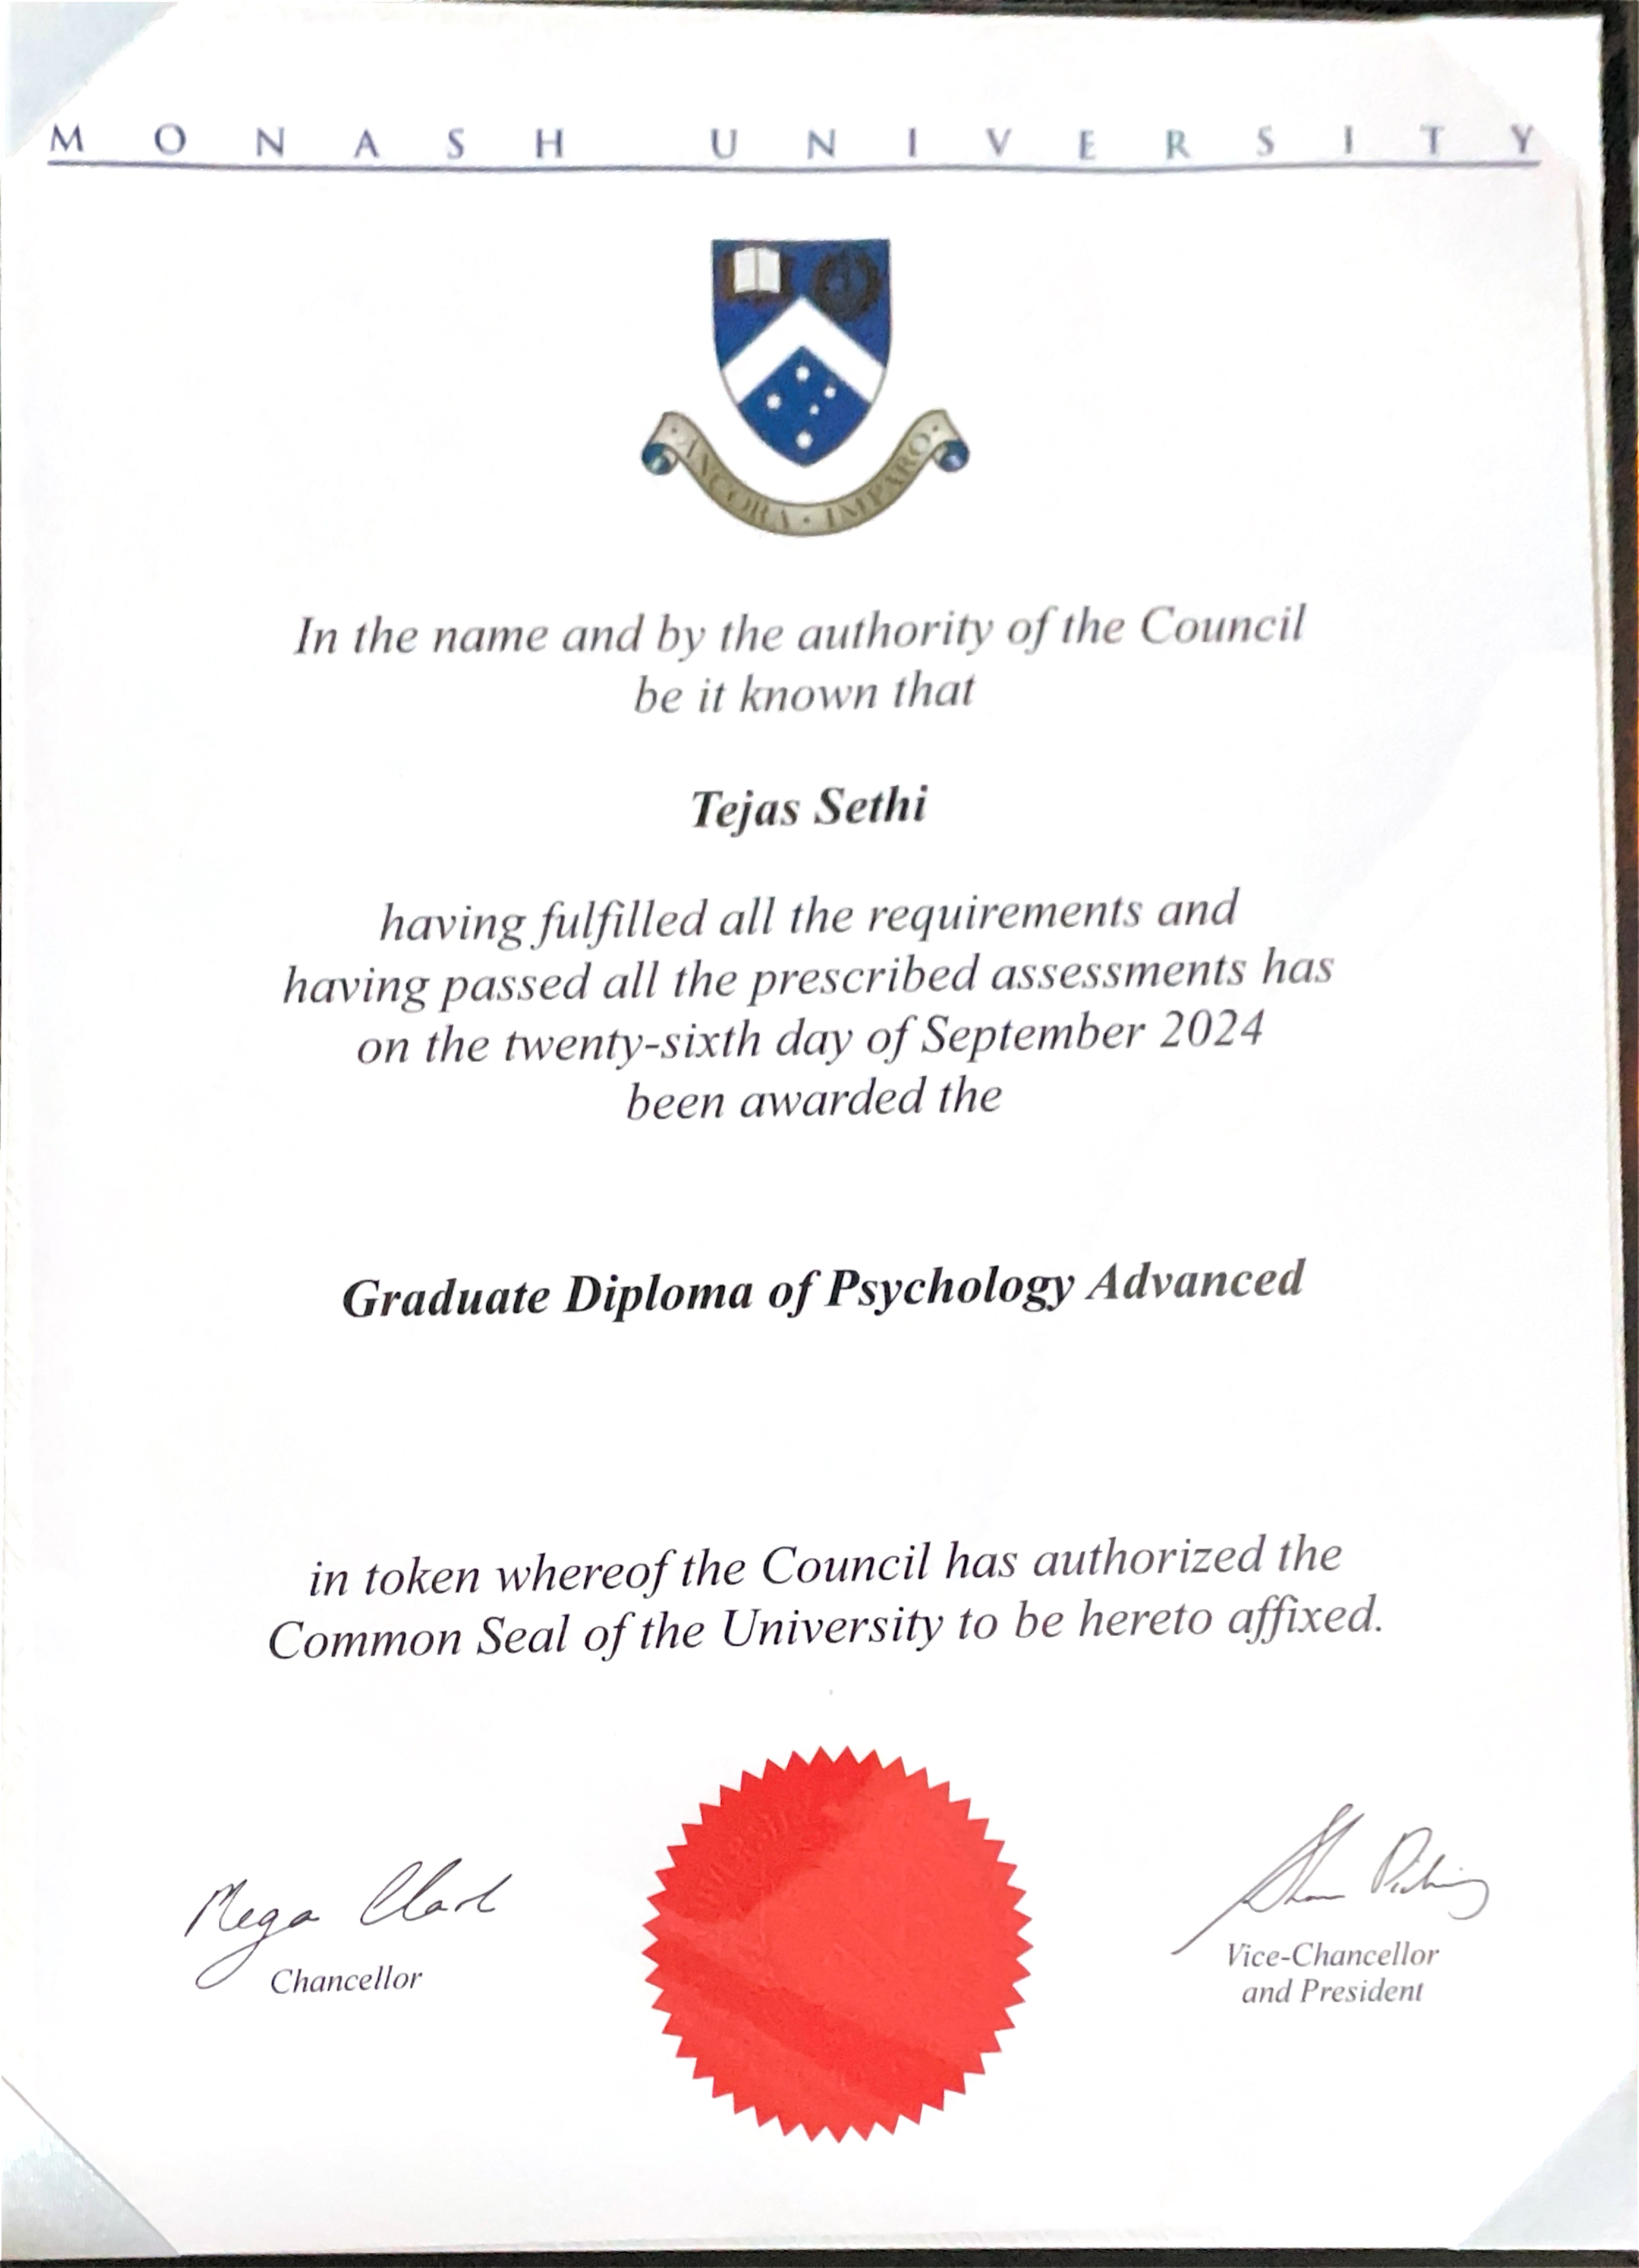 MONASH UNIVERSITY
ANCORA · IMPARO
In the name and by the authority of the Council
be it known that
Tejas Sethi
having fulfilled all the requirements and
having passed all the prescribed assessments has
on the twenty-sixth day of September 2024
been awarded the
Graduate Diploma of Psychology Advanced
in token whereof the Council has authorized the
Common Seal of the University to be hereto affixed.
Chancellor
Vice-Chancellor
and President